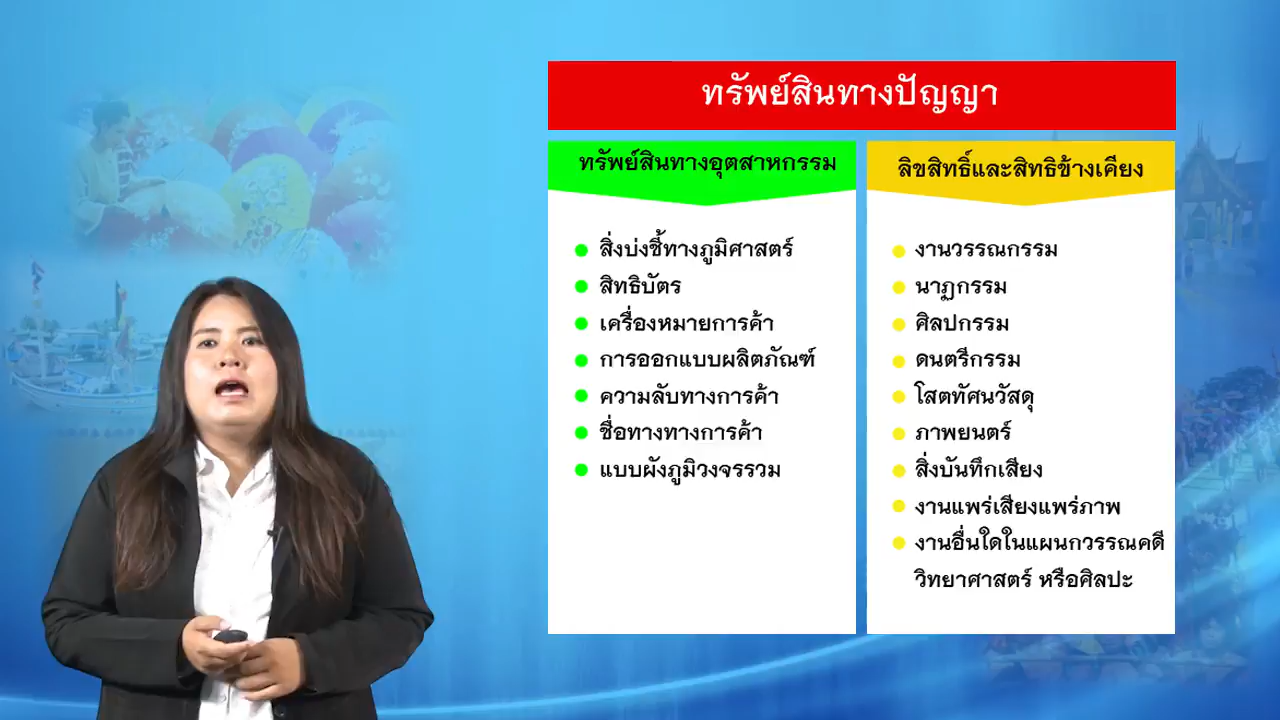 ทรัพย์สินทางปัญญา
ทรัพย์สินทางอุตสาหกรรม
สิ่งบ่งชี้ทางภูมิศาสตร์
สิทธิบัตร
เครื่องหมายการค้า
การออกแบบผลิตภัณฑ์
ความลับทางการค้า
ชื่อทางทางการค้า
แบบผังภูมิวงจรรวม
ลิขสิทธิ์และสิทธิข้างเคียง
งานวรรณกรรม
นาฏกรรม
ศิลปกรรม
ดนตรีกรรม
โสตทัศนวัสดุ
ภาพยนตร์
สิ่งบันทึกเสียง
งานแพร่เสียงแพร่ภาพ
งานอื่นใดในแผนกวรรณคดี
วิทยาศาสตร์ หรือศิลปะ